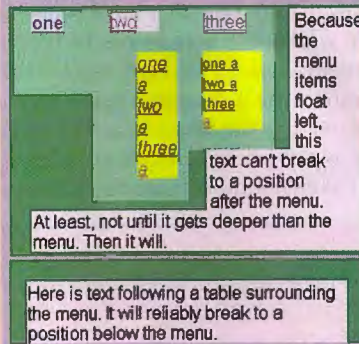 one two three
Because
the
menu
items
float
left,
this
text can't break
to a position
after the menu.
At least, not until it gets deeper than the
menu. Then it will.
one
a
two
a
three
a
one a
two a
three
a
Here is text following a table surrounding
the menu. It will reliably break to a
position below the menu.